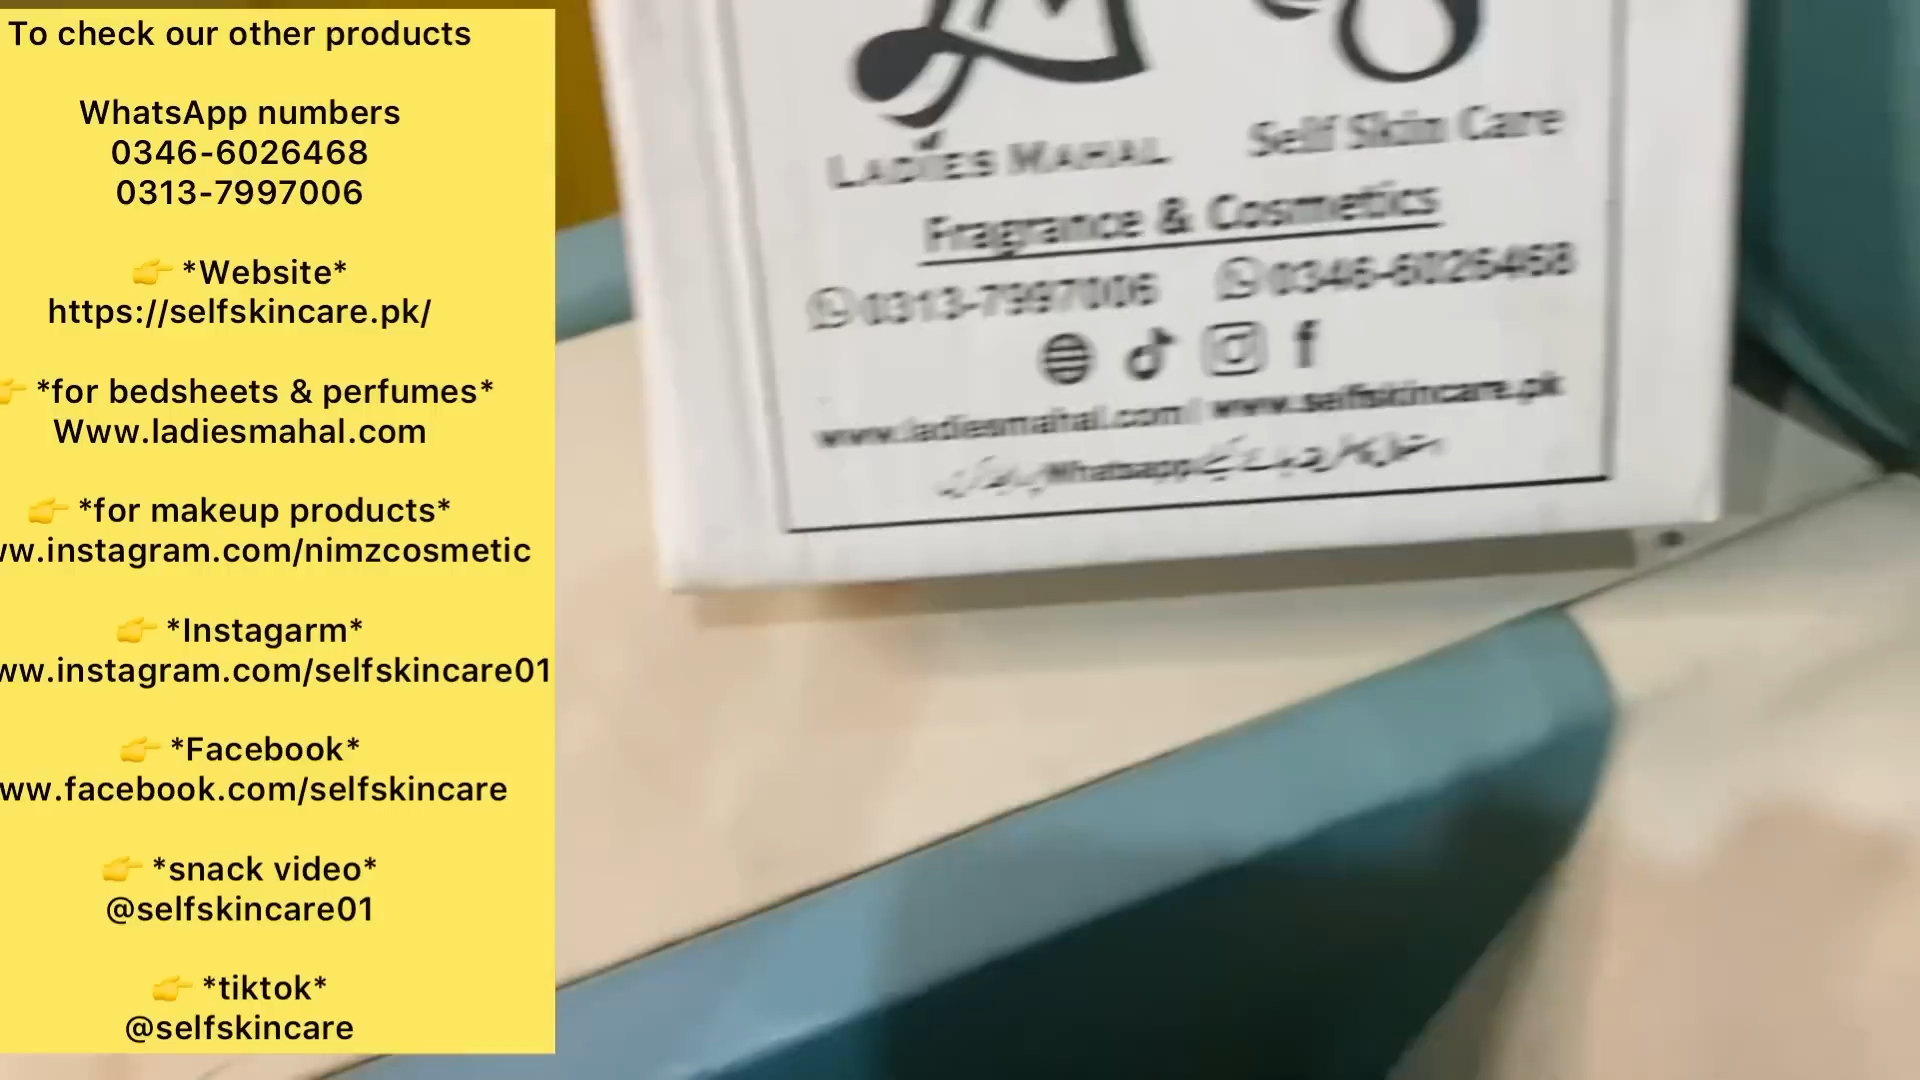 To check our other products
WhatsApp numbers
0346-6026468
0313-7997006
👉 *Website*
https://selfskincare.pk/
👉 *for bedsheets & perfumes*
Www.ladiesmahal.com
👉 *for makeup products*
ww.instagram.com/nimzcosmetic
👉 *Instagarm*
ww.instagram.com/selfskincare01
👉 *Facebook*
ww.facebook.com/selfskincare
👉 *snack video*
@selfskincare01
👉 *tiktok*
@selfskincare
LADIES MAHAL
Self Skin Care
Fragrance & Cosmetics
0313-7997006 0346-6026468
www.ladiesmahal.com | www.selfskincare.pk
Whatsapp